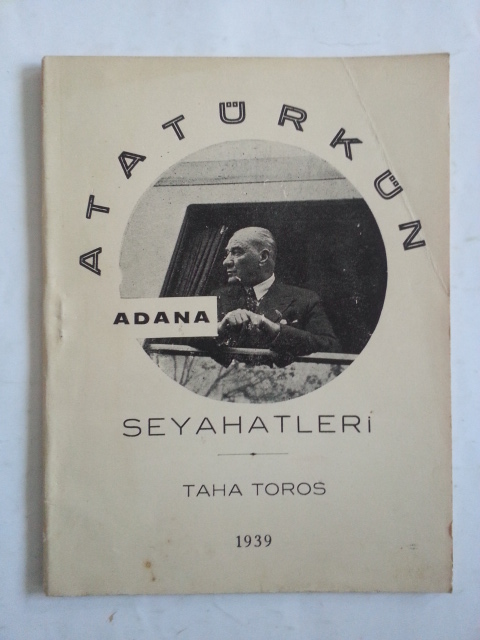 ATATÜRKÜN
ADANA
SEYAHATLERİ
TAHA TOROS
1939